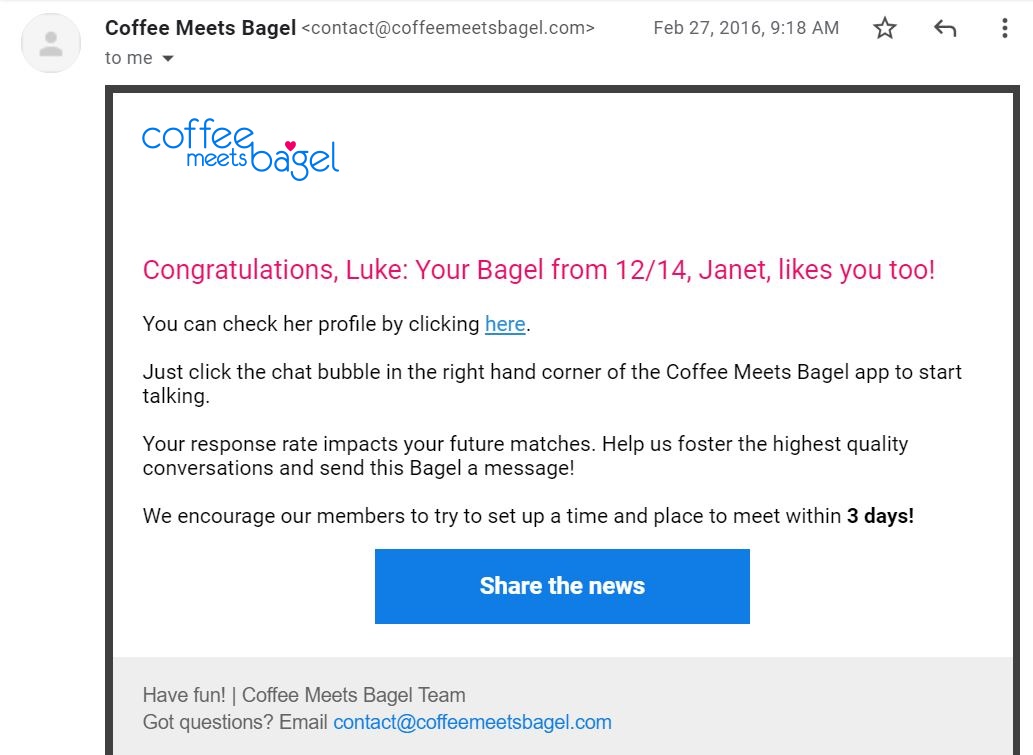 Coffee Meets Bagel <contact@coffeemeetsbagel.com> Feb 27, 2016, 9:18 AM
to me
coffee
meets bagel
Congratulations, Luke: Your Bagel from 12/14, Janet, likes you too!
You can check her profile by clicking here.
Just click the chat bubble in the right hand corner of the Coffee Meets Bagel app to start
talking.
Your response rate impacts your future matches. Help us foster the highest quality
conversations and send this Bagel a message!
We encourage our members to try to set up a time and place to meet within 3 days!
Share the news
Have fun! | Coffee Meets Bagel Team
Got questions? Email contact@coffeemeetsbagel.com